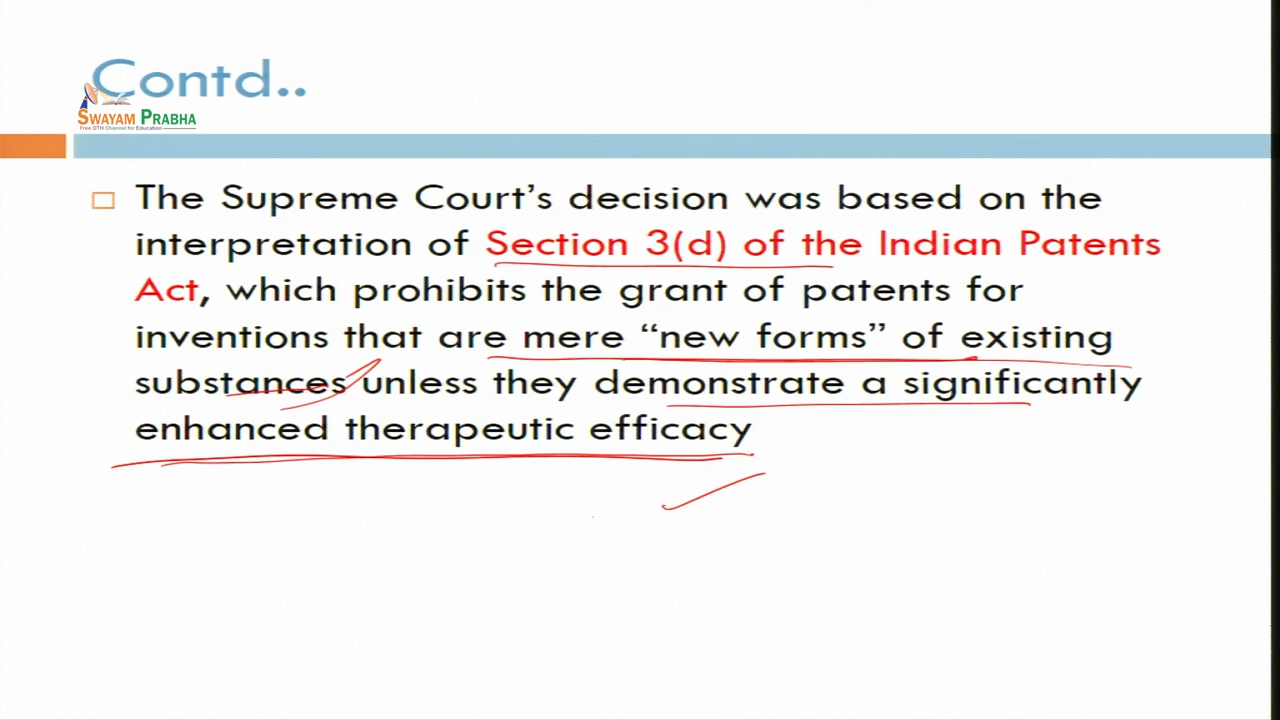 Contd..
SWAYAM PRABHA
Free DTH Channel for Education
The Supreme Court’s decision was based on the
interpretation of Section 3(d) of the Indian Patents
Act, which prohibits the grant of patents for
inventions that are mere “new forms” of existing
substances unless they demonstrate a significantly
enhanced therapeutic efficacy